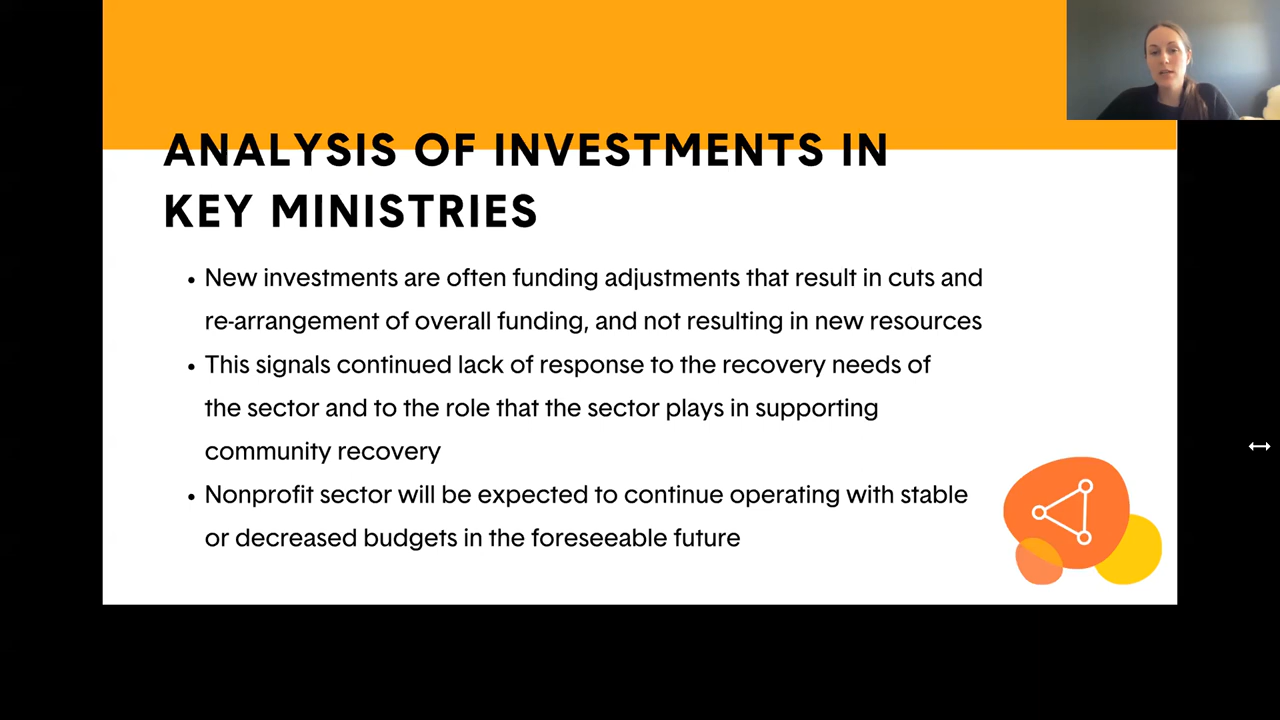 ANALYSIS OF INVESTMENTS IN
KEY MINISTRIES
• New investments are often funding adjustments that result in cuts and
re-arrangement of overall funding, and not resulting in new resources
• This signals continued lack of response to the recovery needs of
the sector and to the role that the sector plays in supporting
community recovery
• Nonprofit sector will be expected to continue operating with stable
or decreased budgets in the foreseeable future